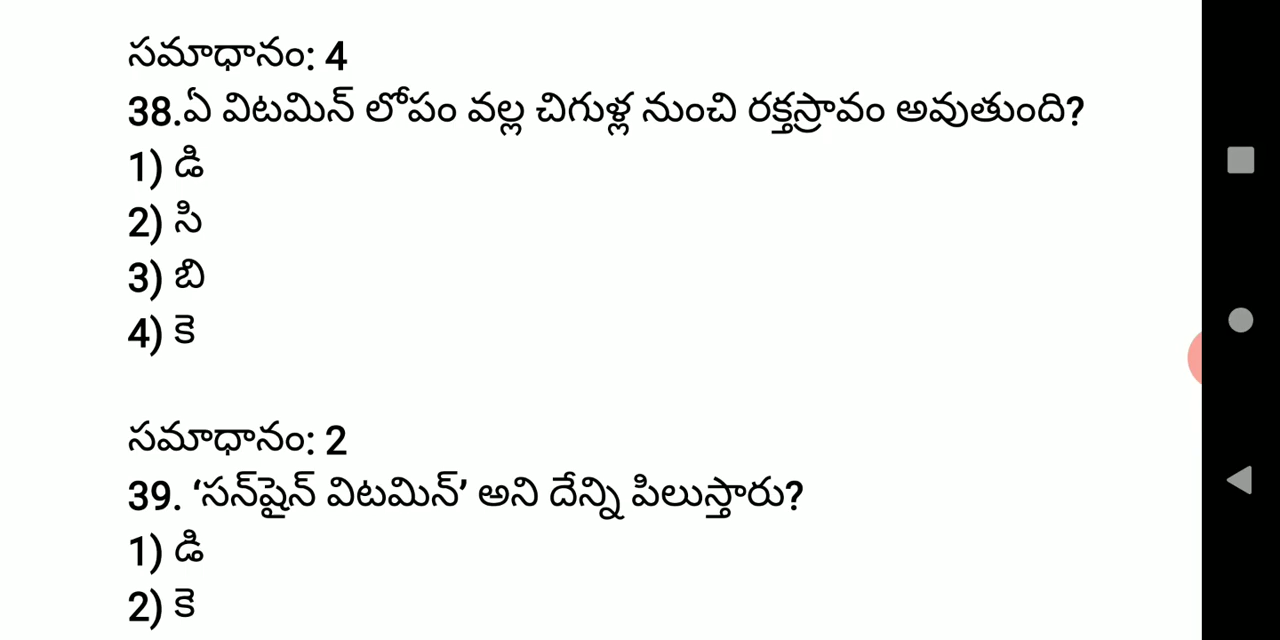 సమాధానం: 4
38.ఏ విటమిన్ లోపం వల్ల చిగుళ్ల నుంచి రక్తస్రావం అవుతుంది?
1) డి
2) సి
3) బి
4) కె
సమాధానం: 2
39. ‘సన్‌షైన్ విటమిన్’ అని దేన్ని పిలుస్తారు?
1) డి
2) కె